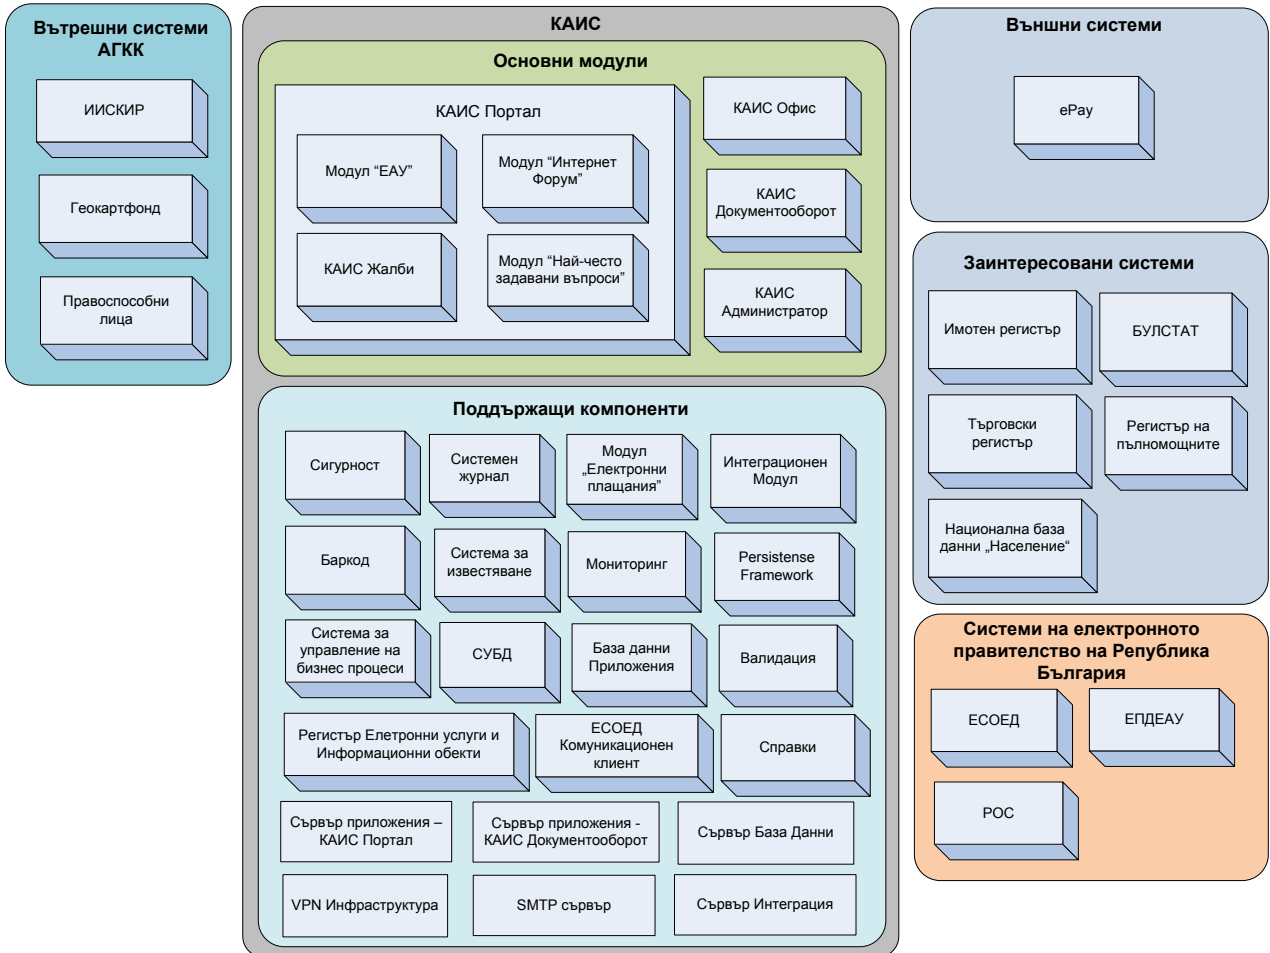 Вътрешни системи
АГКК
ИИСКИР
Геокартфонд
Правоспособни
лица
КАИС
Основни модули
КАИС Портал
Модул “ЕАУ”
Модул “Интернет
Форум”
КАИС Жалби
Модул “Най-често
задавани въпроси”
КАИС Офис
КАИС
Документооборот
КАИС
Администратор
Поддържащи компоненти
Сигурност
Системен
журнал
Модул
„Електронни
плащания”
Интеграционен
Модул
Баркод
Система за
известяване
Мониторинг
Persistense
Framework
Система за
управление на
бизнес процеси
СУБД
База данни
Приложения
Валидация
Регистър Елетронни услуги и
Информационни обекти
ЕСОЕД
Комуникационен
клиент
Справки
Сървър приложения –
КАИС Портал
Сървър приложения -
КАИС Документооборот
Сървър База Данни
VPN Инфраструктура
SMTP сървър
Сървър Интеграция
Външни системи
ePay
Заинтересовани системи
Имотен регистър
БУЛСТАТ
Търговски
регистър
Регистър на
пълномощните
Национална база
данни „Население“
Системи на електронното
правителство на Република
България
ЕСОЕД
ЕПДЕАУ
РОС